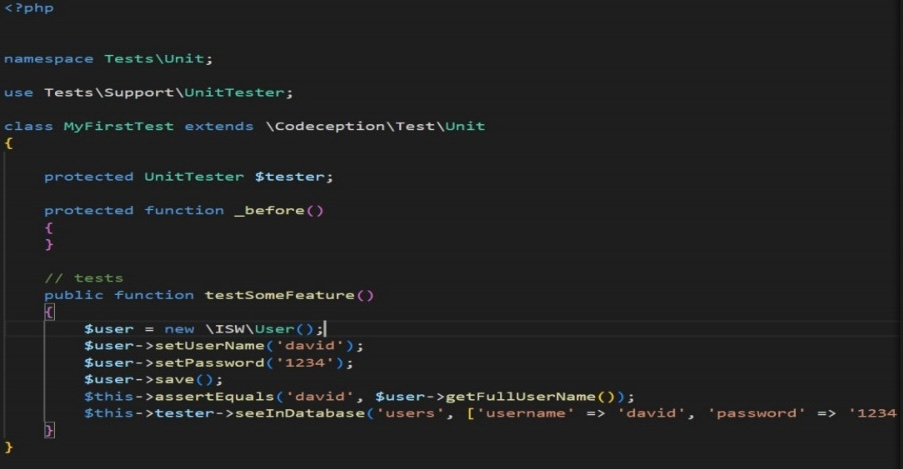 <?php
namespace Tests\Unit;
use Tests\Support\UnitTester;
class MyFirstTest extends \Codeception\Test\Unit
{
protected UnitTester $tester;
protected function _before()
{
}
// tests
public function testSomeFeature()
{
$user = new \ISW\User();
$user->setUserName('david');
$user->setPassword('1234');
$user->save();
$this->assertEquals('david', $user->getFullUserName());
$this->tester->seeInDatabase('users', ['username' => 'david', 'password' => '1234
}
}